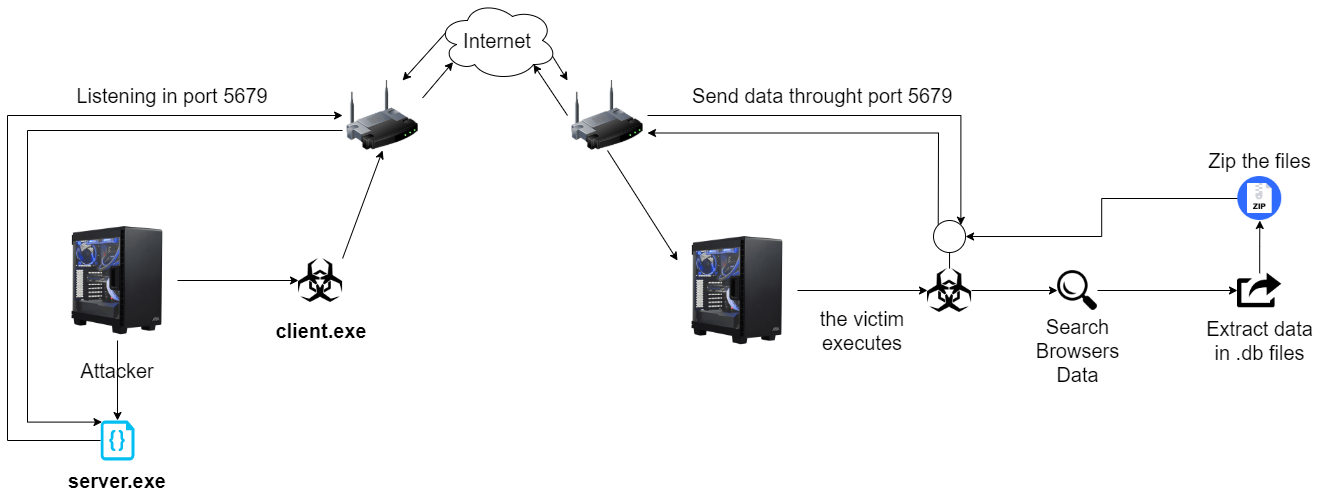 Internet
Listening in port 5679
Send data throught port 5679
Zip the files
ZIP
client.exe
the victim
executes
Search
Browsers
Data
Extract data
in .db files
Attacker
{}
server.exe